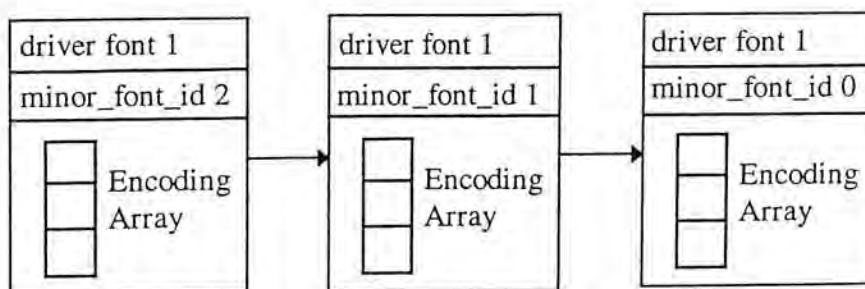 driver font 1
minor_font_id 2
Encoding
Array
driver font 1
minor_font_id 1
Encoding
Array
driver font 1
minor_font_id 0
Encoding
Array